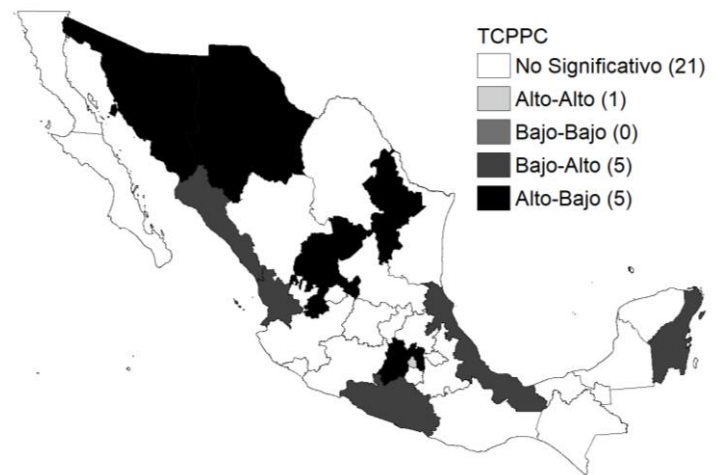 TCPPC
No Significativo (21)
Alto-Alto (1)
Bajo-Bajo (0)
Bajo-Alto (5)
Alto-Bajo (5)